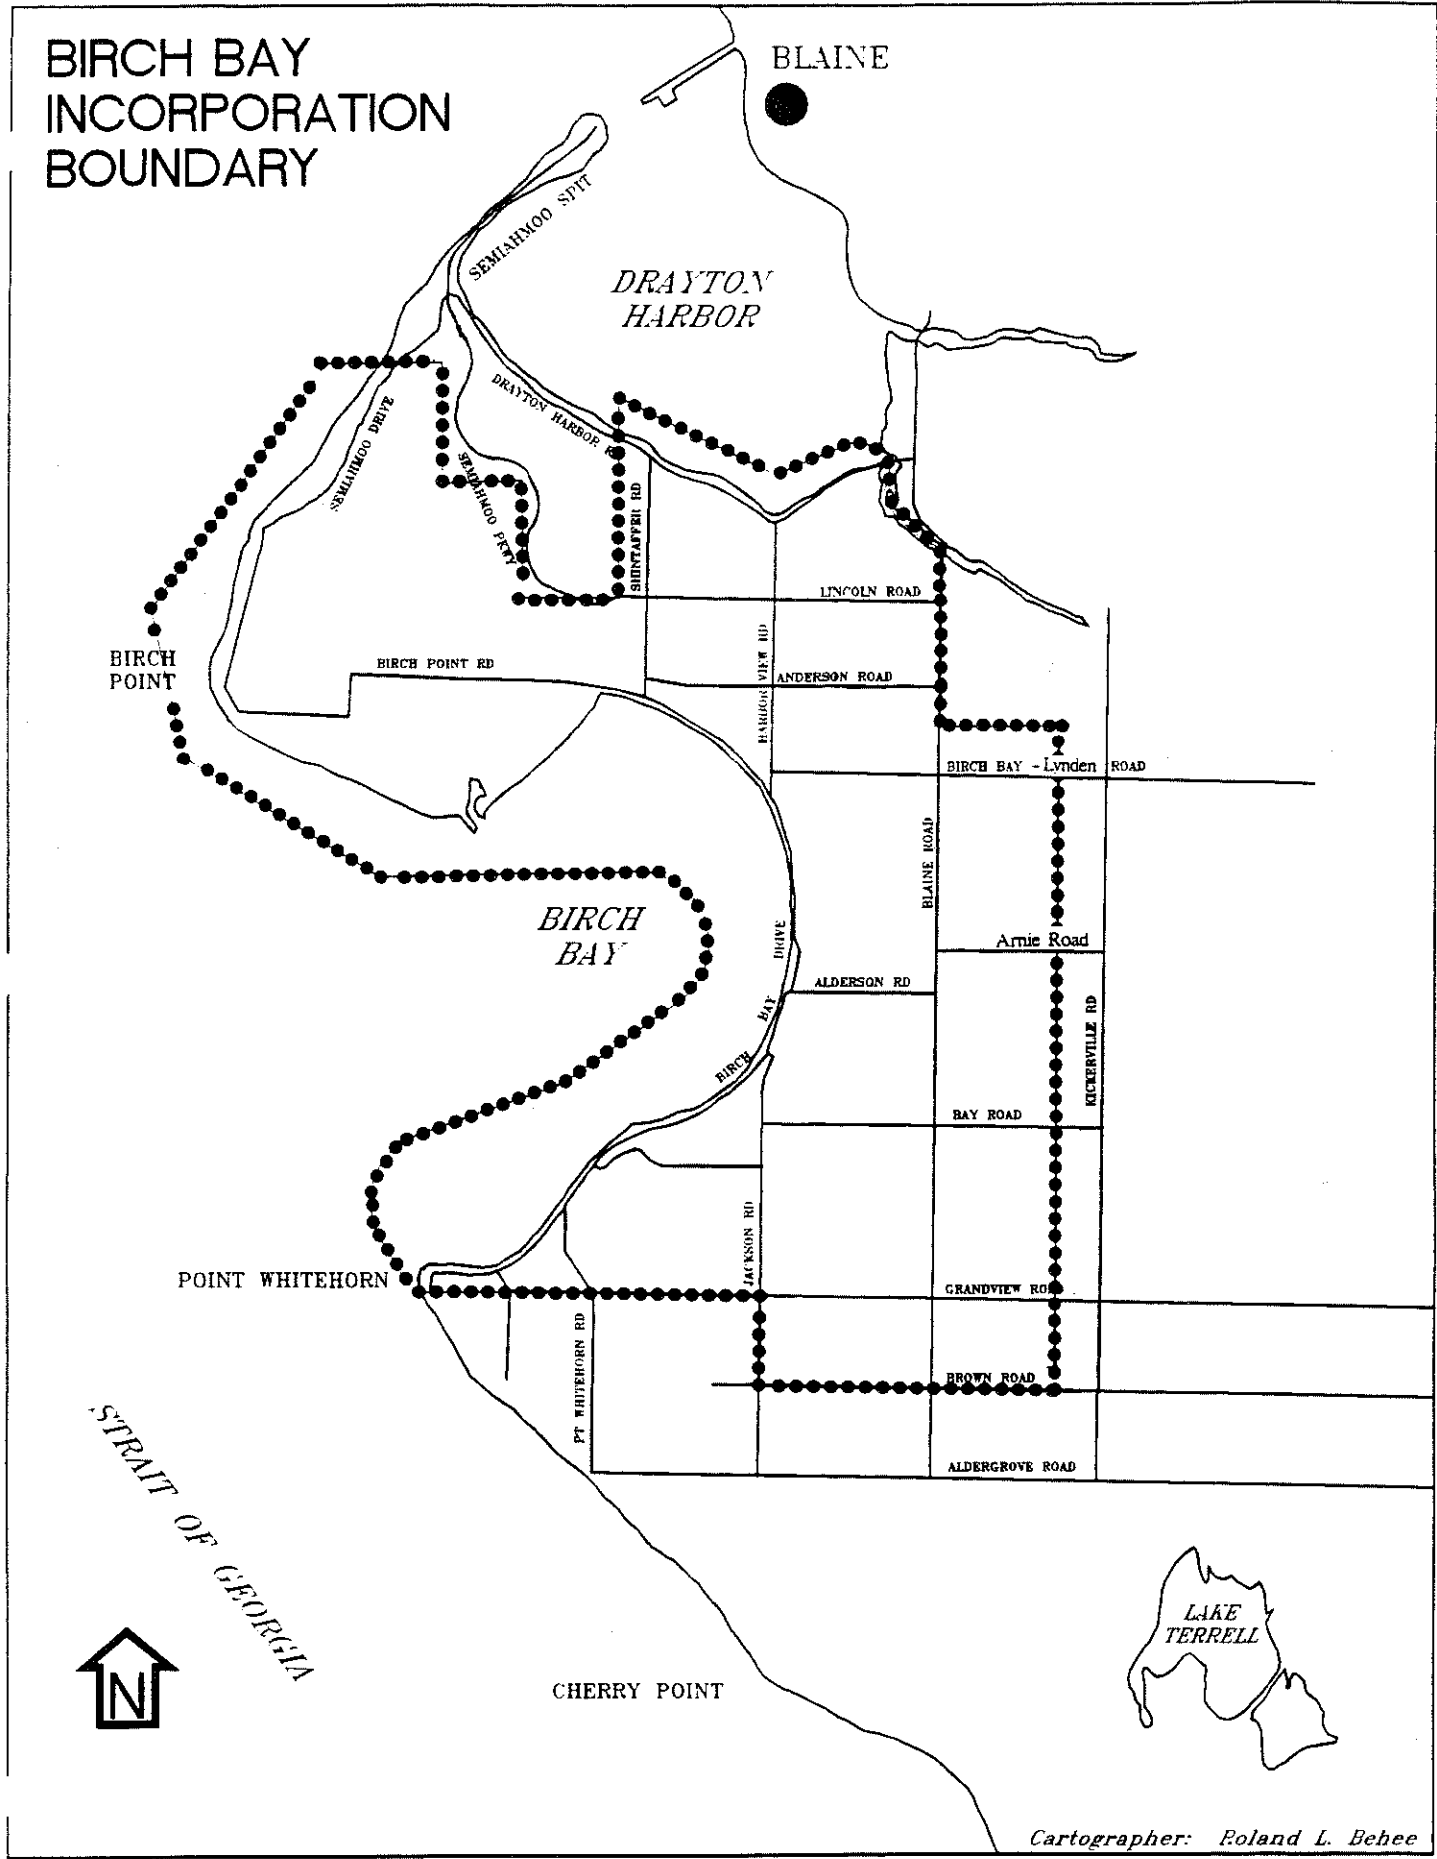 BIRCH BAY
INCORPORATION
BOUNDARY
BLAINE
SEMIAHMOO SPIT
DRAYTON
HARBOR
DRAYTON HARBOR R
SEMIAHMOO DRIVE
SEMIAHMOO PKWY
SHINTAFFER RD
LINCOLN ROAD
BIRCH
POINT
BIRCH POINT RD
HARBOR VIEW RD
ANDERSON ROAD
BIRCH BAY - Lynden ROAD
BLAINE ROAD
BIRCH
BAY
BIRCH BAY DRIVE
Arnie Road
ALDERSON RD
KICKERVILLE RD
BAY ROAD
JACKSON RD
POINT WHITEHORN
GRANDVIEW RO
PT WHITEHORN RD
BROWN ROAD
ALDERGROVE ROAD
STRAIT OF GEORGIA
LAKE
TERRELL
N
CHERRY POINT
Cartographer: Roland L. Behee